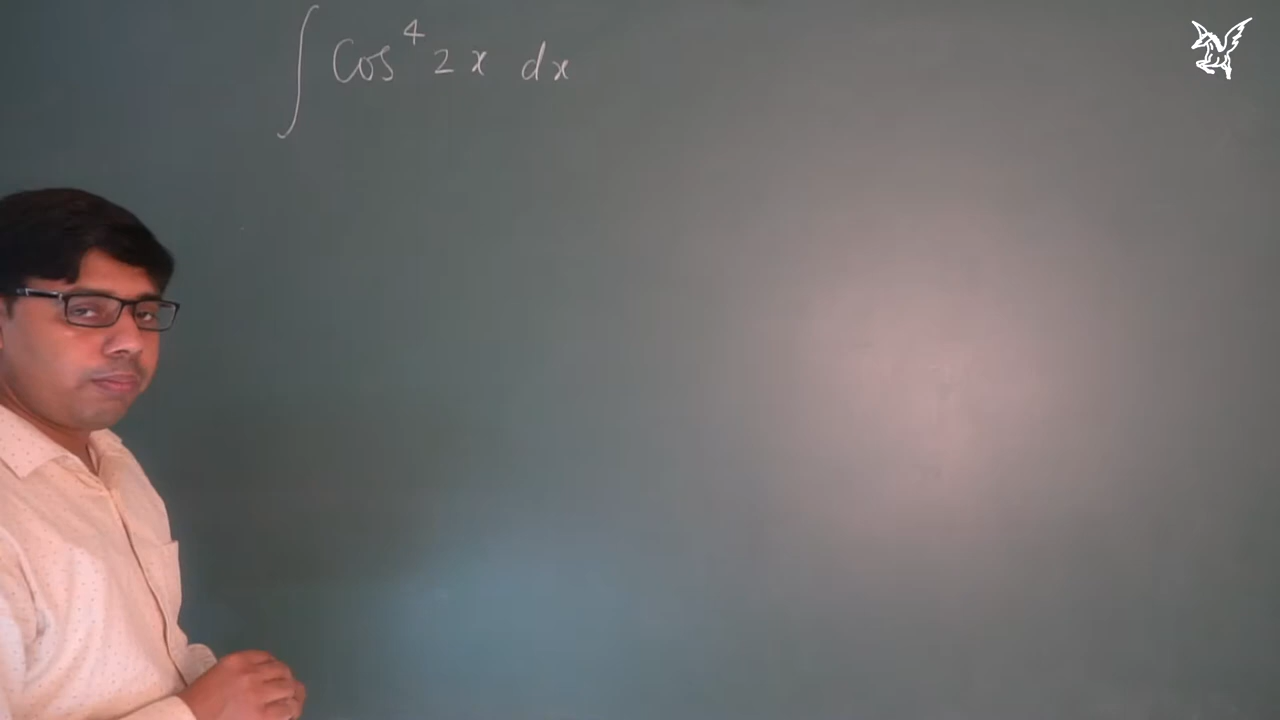 ∫ Cos⁴ 2x dx